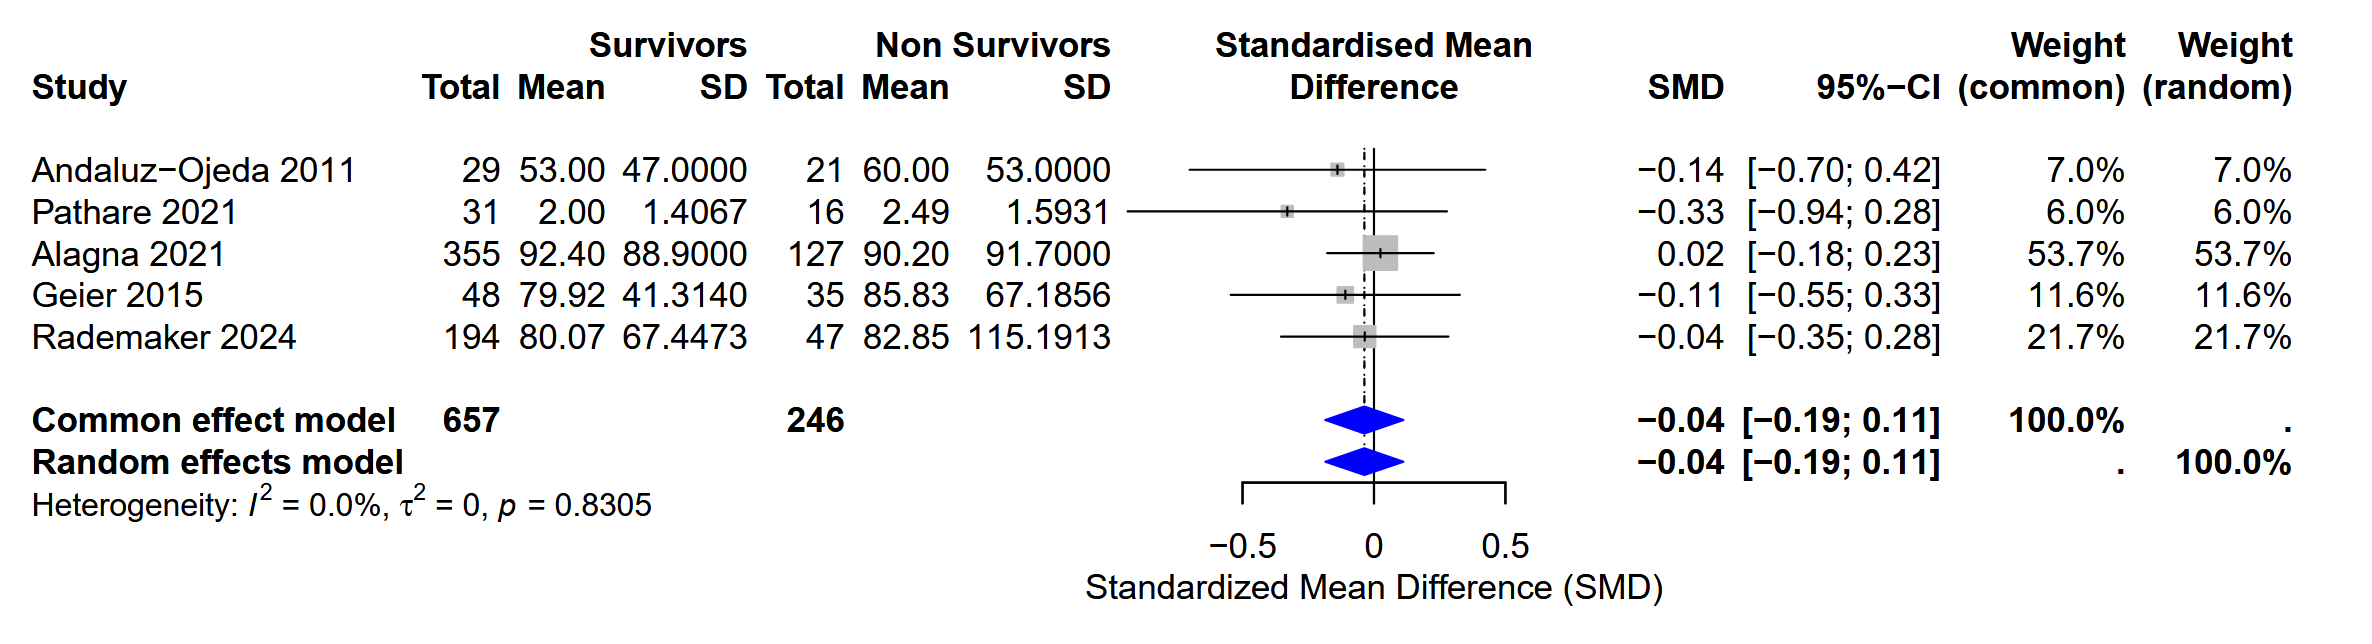 Survivors Non Survivors Standardised Mean Weight Weight
Study Total Mean SD Total Mean SD Difference SMD 95%−CI (common) (random)
Andaluz−Ojeda 2011 29 53.00 47.0000 21 60.00 53.0000 −0.14 [−0.70; 0.42] 7.0% 7.0%
Pathare 2021 31 2.00 1.4067 16 2.49 1.5931 −0.33 [−0.94; 0.28] 6.0% 6.0%
Alagna 2021 355 92.40 88.9000 127 90.20 91.7000 0.02 [−0.18; 0.23] 53.7% 53.7%
Geier 2015 48 79.92 41.3140 35 85.83 67.1856 −0.11 [−0.55; 0.33] 11.6% 11.6%
Rademaker 2024 194 80.07 67.4473 47 82.85 115.1913 −0.04 [−0.35; 0.28] 21.7% 21.7%
Common effect model 657 246 −0.04 [−0.19; 0.11] 100.0% .
Random effects model −0.04 [−0.19; 0.11] . 100.0%
Heterogeneity: I² = 0.0%, τ² = 0, p = 0.8305
−0.5 0 0.5
Standardized Mean Difference (SMD)